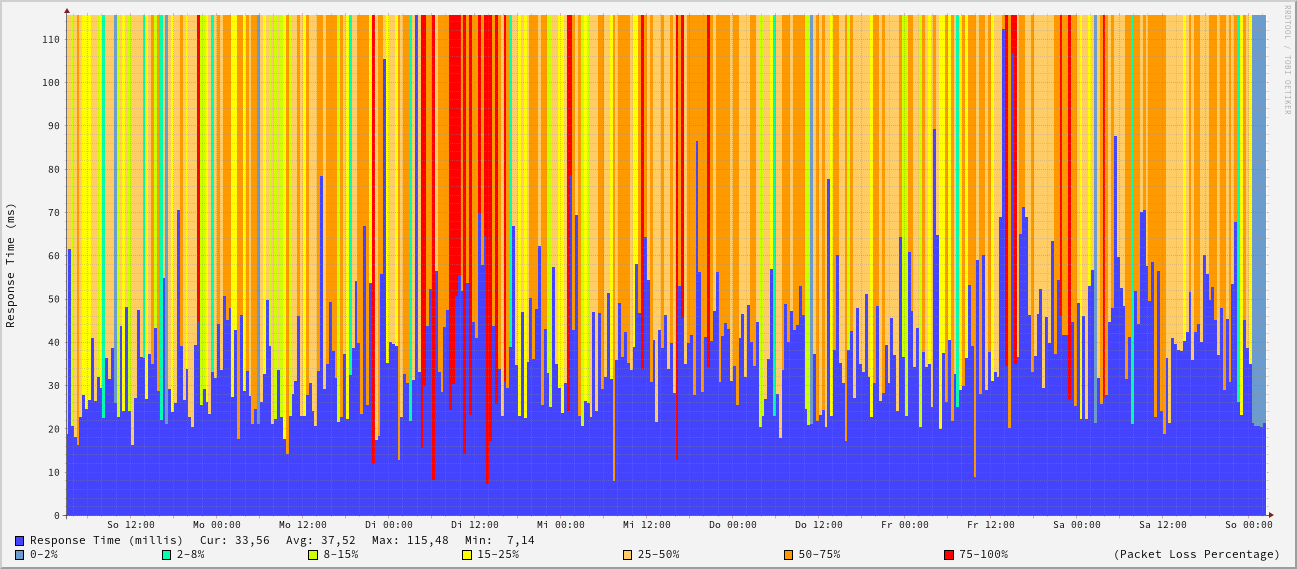 RRDTOOL / TOBI OETIKER
Response Time (ms)
110
100
90
80
70
60
50
40
30
20
10
0
So 12:00 Mo 00:00 Mo 12:00 Di 00:00 Di 12:00 Mi 00:00 Mi 12:00 Do 00:00 Do 12:00 Fr 00:00 Fr 12:00 Sa 00:00 Sa 12:00 So 00:00
Response Time (millis) Cur: 33,56 Avg: 37,52 Max: 115,48 Min: 7,14
0-2% 2-8% 8-15% 15-25% 25-50% 50-75% 75-100% (Packet Loss Percentage)